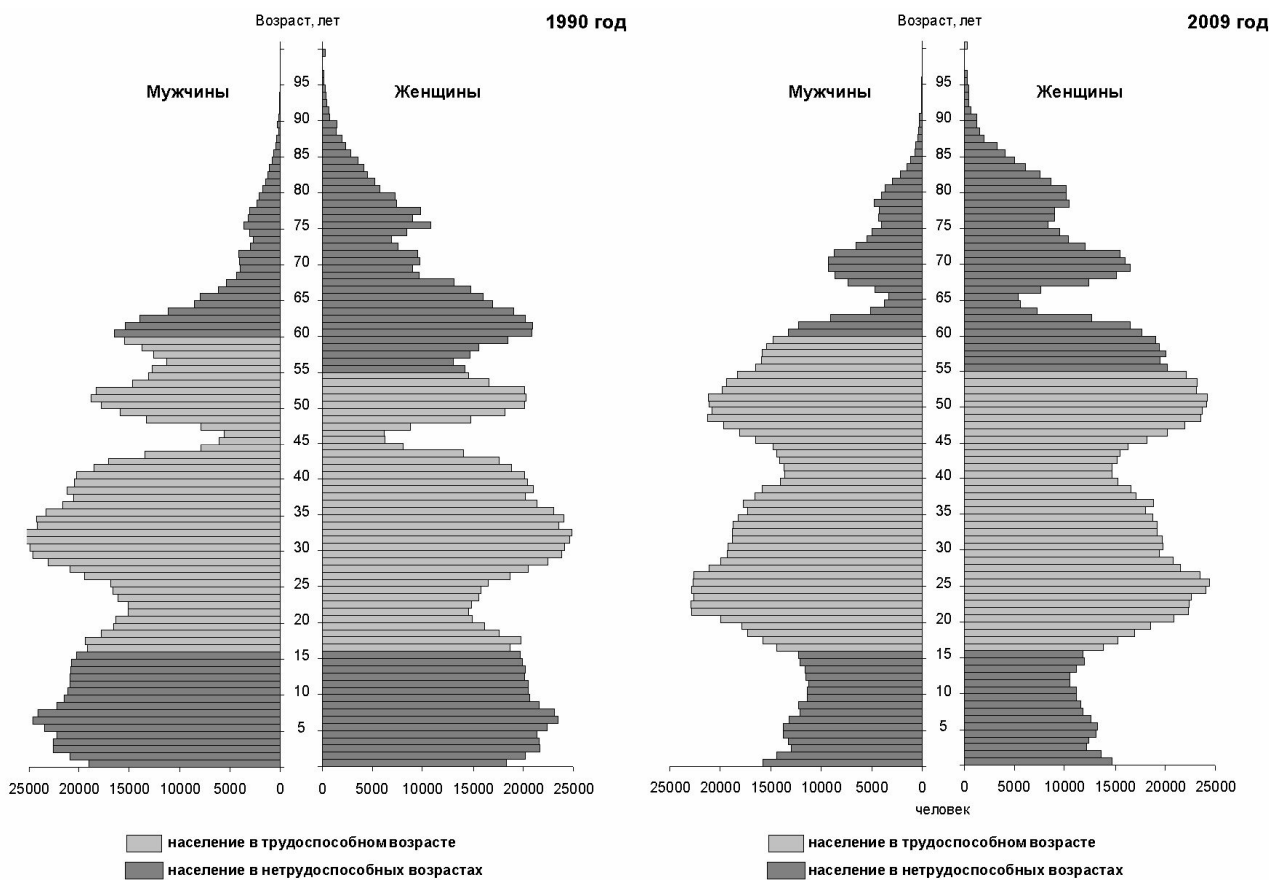 Возраст, лет
1990 год
Мужчины
Женщины
95
90
85
80
75
70
65
60
55
50
45
40
35
30
25
20
15
10
5
25000 20000 15000 10000 5000 0 0 5000 10000 15000 20000 25000
население в трудоспособном возрасте
население в нетрудоспособных возрастах
Возраст, лет
2009 год
Мужчины
Женщины
95
90
85
80
75
70
65
60
55
50
45
40
35
30
25
20
15
10
5
25000 20000 15000 10000 5000 0 0 5000 10000 15000 20000 25000
человек
население в трудоспособном возрасте
население в нетрудоспособных возрастах